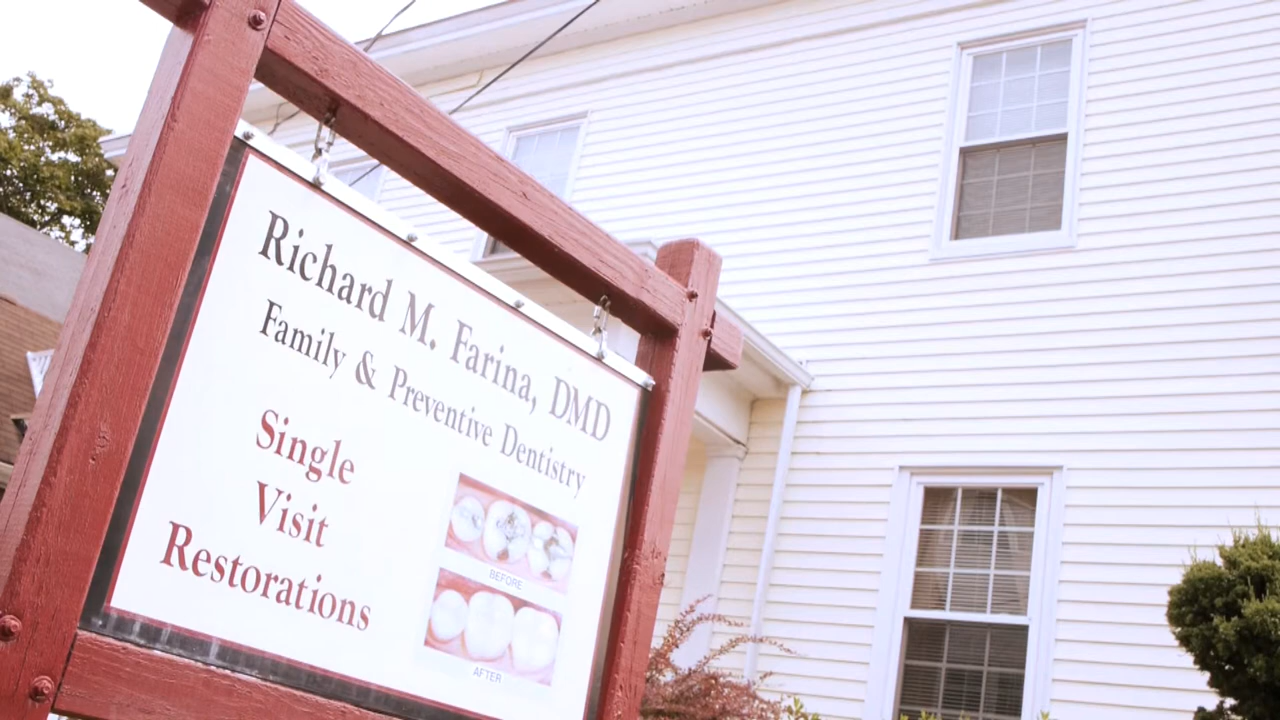 Richard M. Farina, DMD
Family & Preventive Dentistry
Single
Visit
Restorations
BEFORE
AFTER